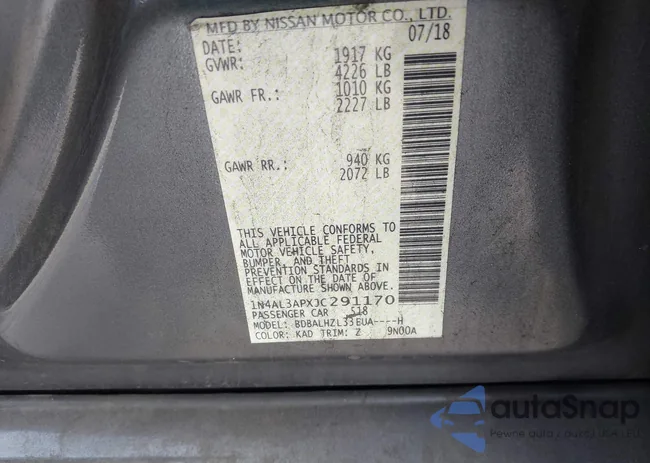 MFD BY NISSAN MOTOR CO., LTD.
DATE: 07/18
GVWR: 1917 KG
4226 LB
GAWR FR.: 1010 KG
2227 LB
GAWR RR.: 940 KG
2072 LB
THIS VEHICLE CONFORMS TO
ALL APPLICABLE FEDERAL
MOTOR VEHICLE SAFETY,
BUMPER, AND THEFT
PREVENTION STANDARDS IN
EFFECT ON THE DATE OF
MANUFACTURE SHOWN ABOVE.
1N4AL3APXJC291170
PASSENGER CAR S18
MODEL: BDBALHZL33EUA----H
COLOR: KAD TRIM: Z 9N00A
autoSnap
Pewne auto z